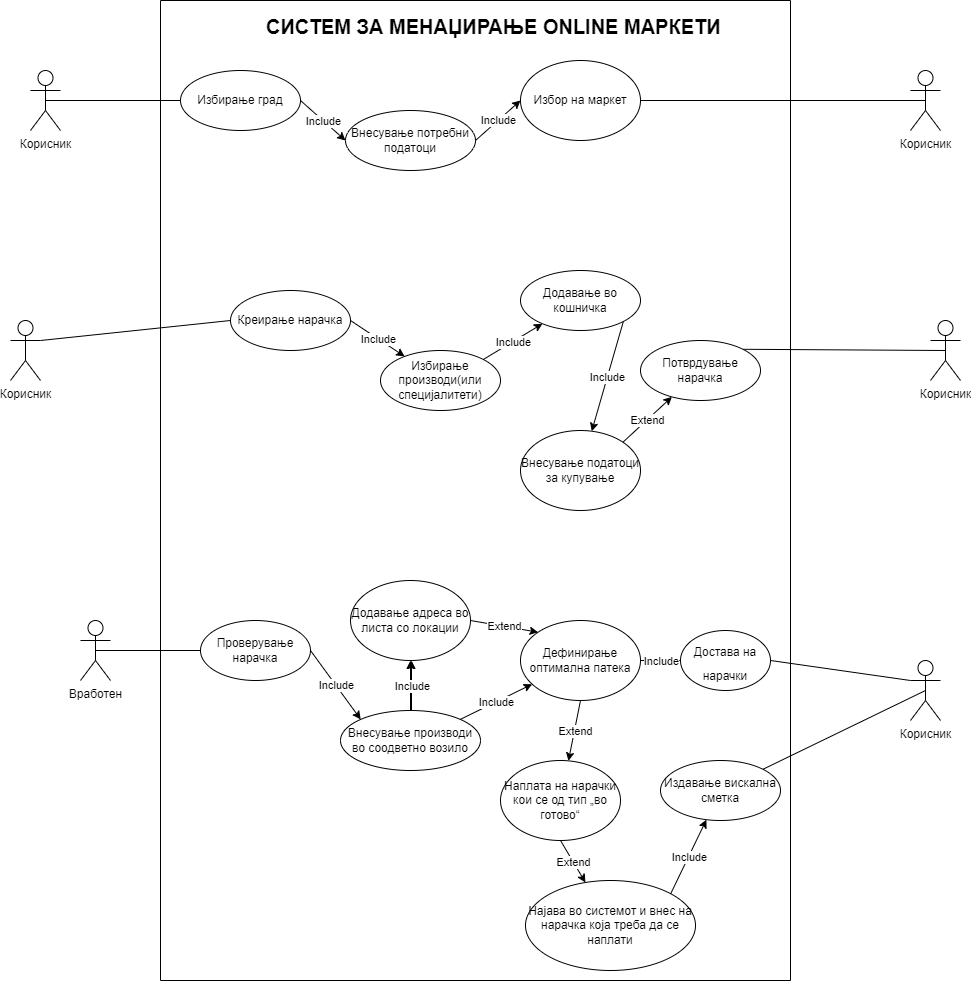 СИСТЕМ ЗА МЕНАЏИРАЊЕ ONLINE МАРКЕТИ
Корисник
Избирање град
Include
Внесување потребни
податоци
Include
Избор на маркет
Корисник
Корисник
Креирање нарачка
Include
Избирање
производи(или
специјалитети)
Include
Додавање во
кошничка
Include
Внесување податоци
за купување
Extend
Потврдување
нарачка
Корисник
Вработен
Проверување
нарачка
Include
Внесување производи
во соодветно возило
Include
Додавање адреса во
листа со локации
Extend
Include
Дефинирање
оптимална патека
Include
Достава на
нарачки
Корисник
Extend
Наплата на нарачки
кои се од тип „во
готово“
Extend
Најава во системот и внес на
нарачка која треба да се
наплати
Include
Издавање вискална
сметка